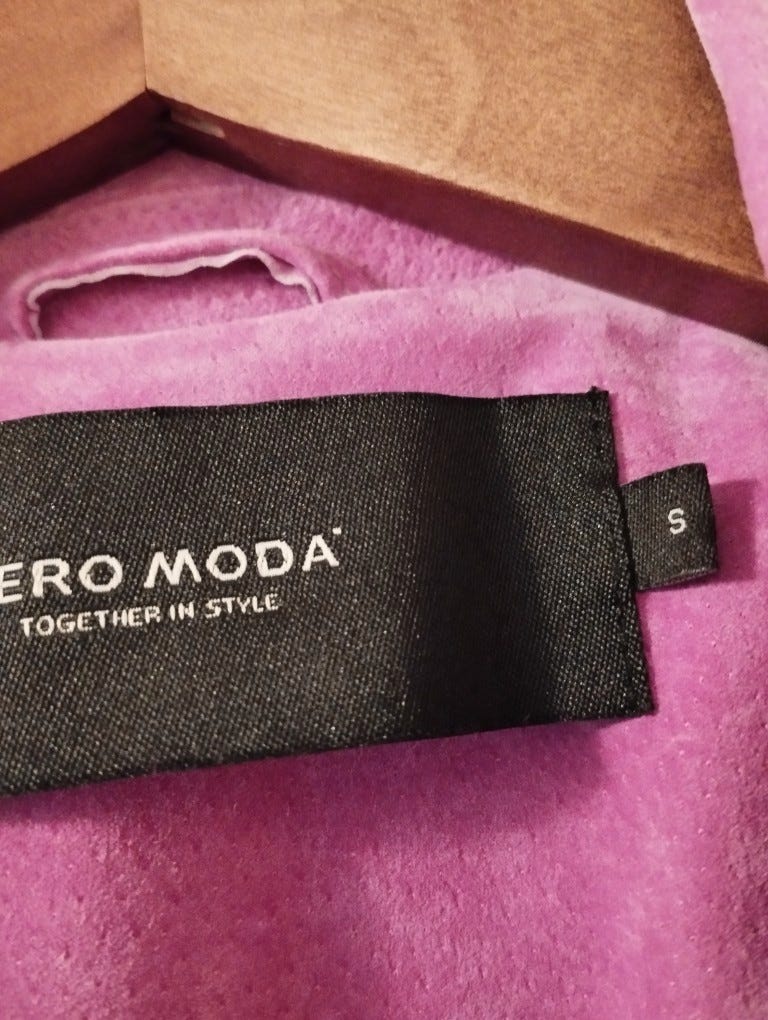 ERO MODA
TOGETHER IN STYLE
S